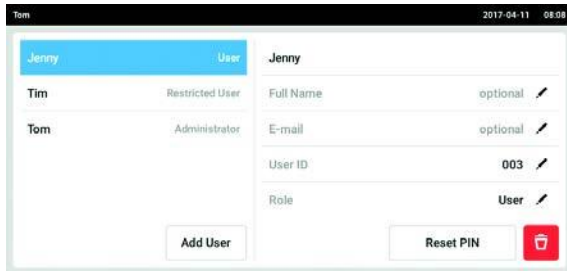 Tom 2017-04-11 08:08
Jenny User
Tim Restricted User
Tom Administrator
Add User
Jenny
Full Name optional
E-mail optional
User ID 003
Role User
Reset PIN